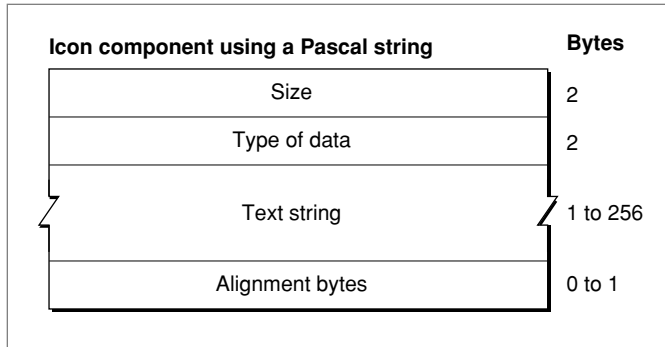 Icon component using a Pascal string Bytes
Size 2
Type of data 2
Text string 1 to 256
Alignment bytes 0 to 1